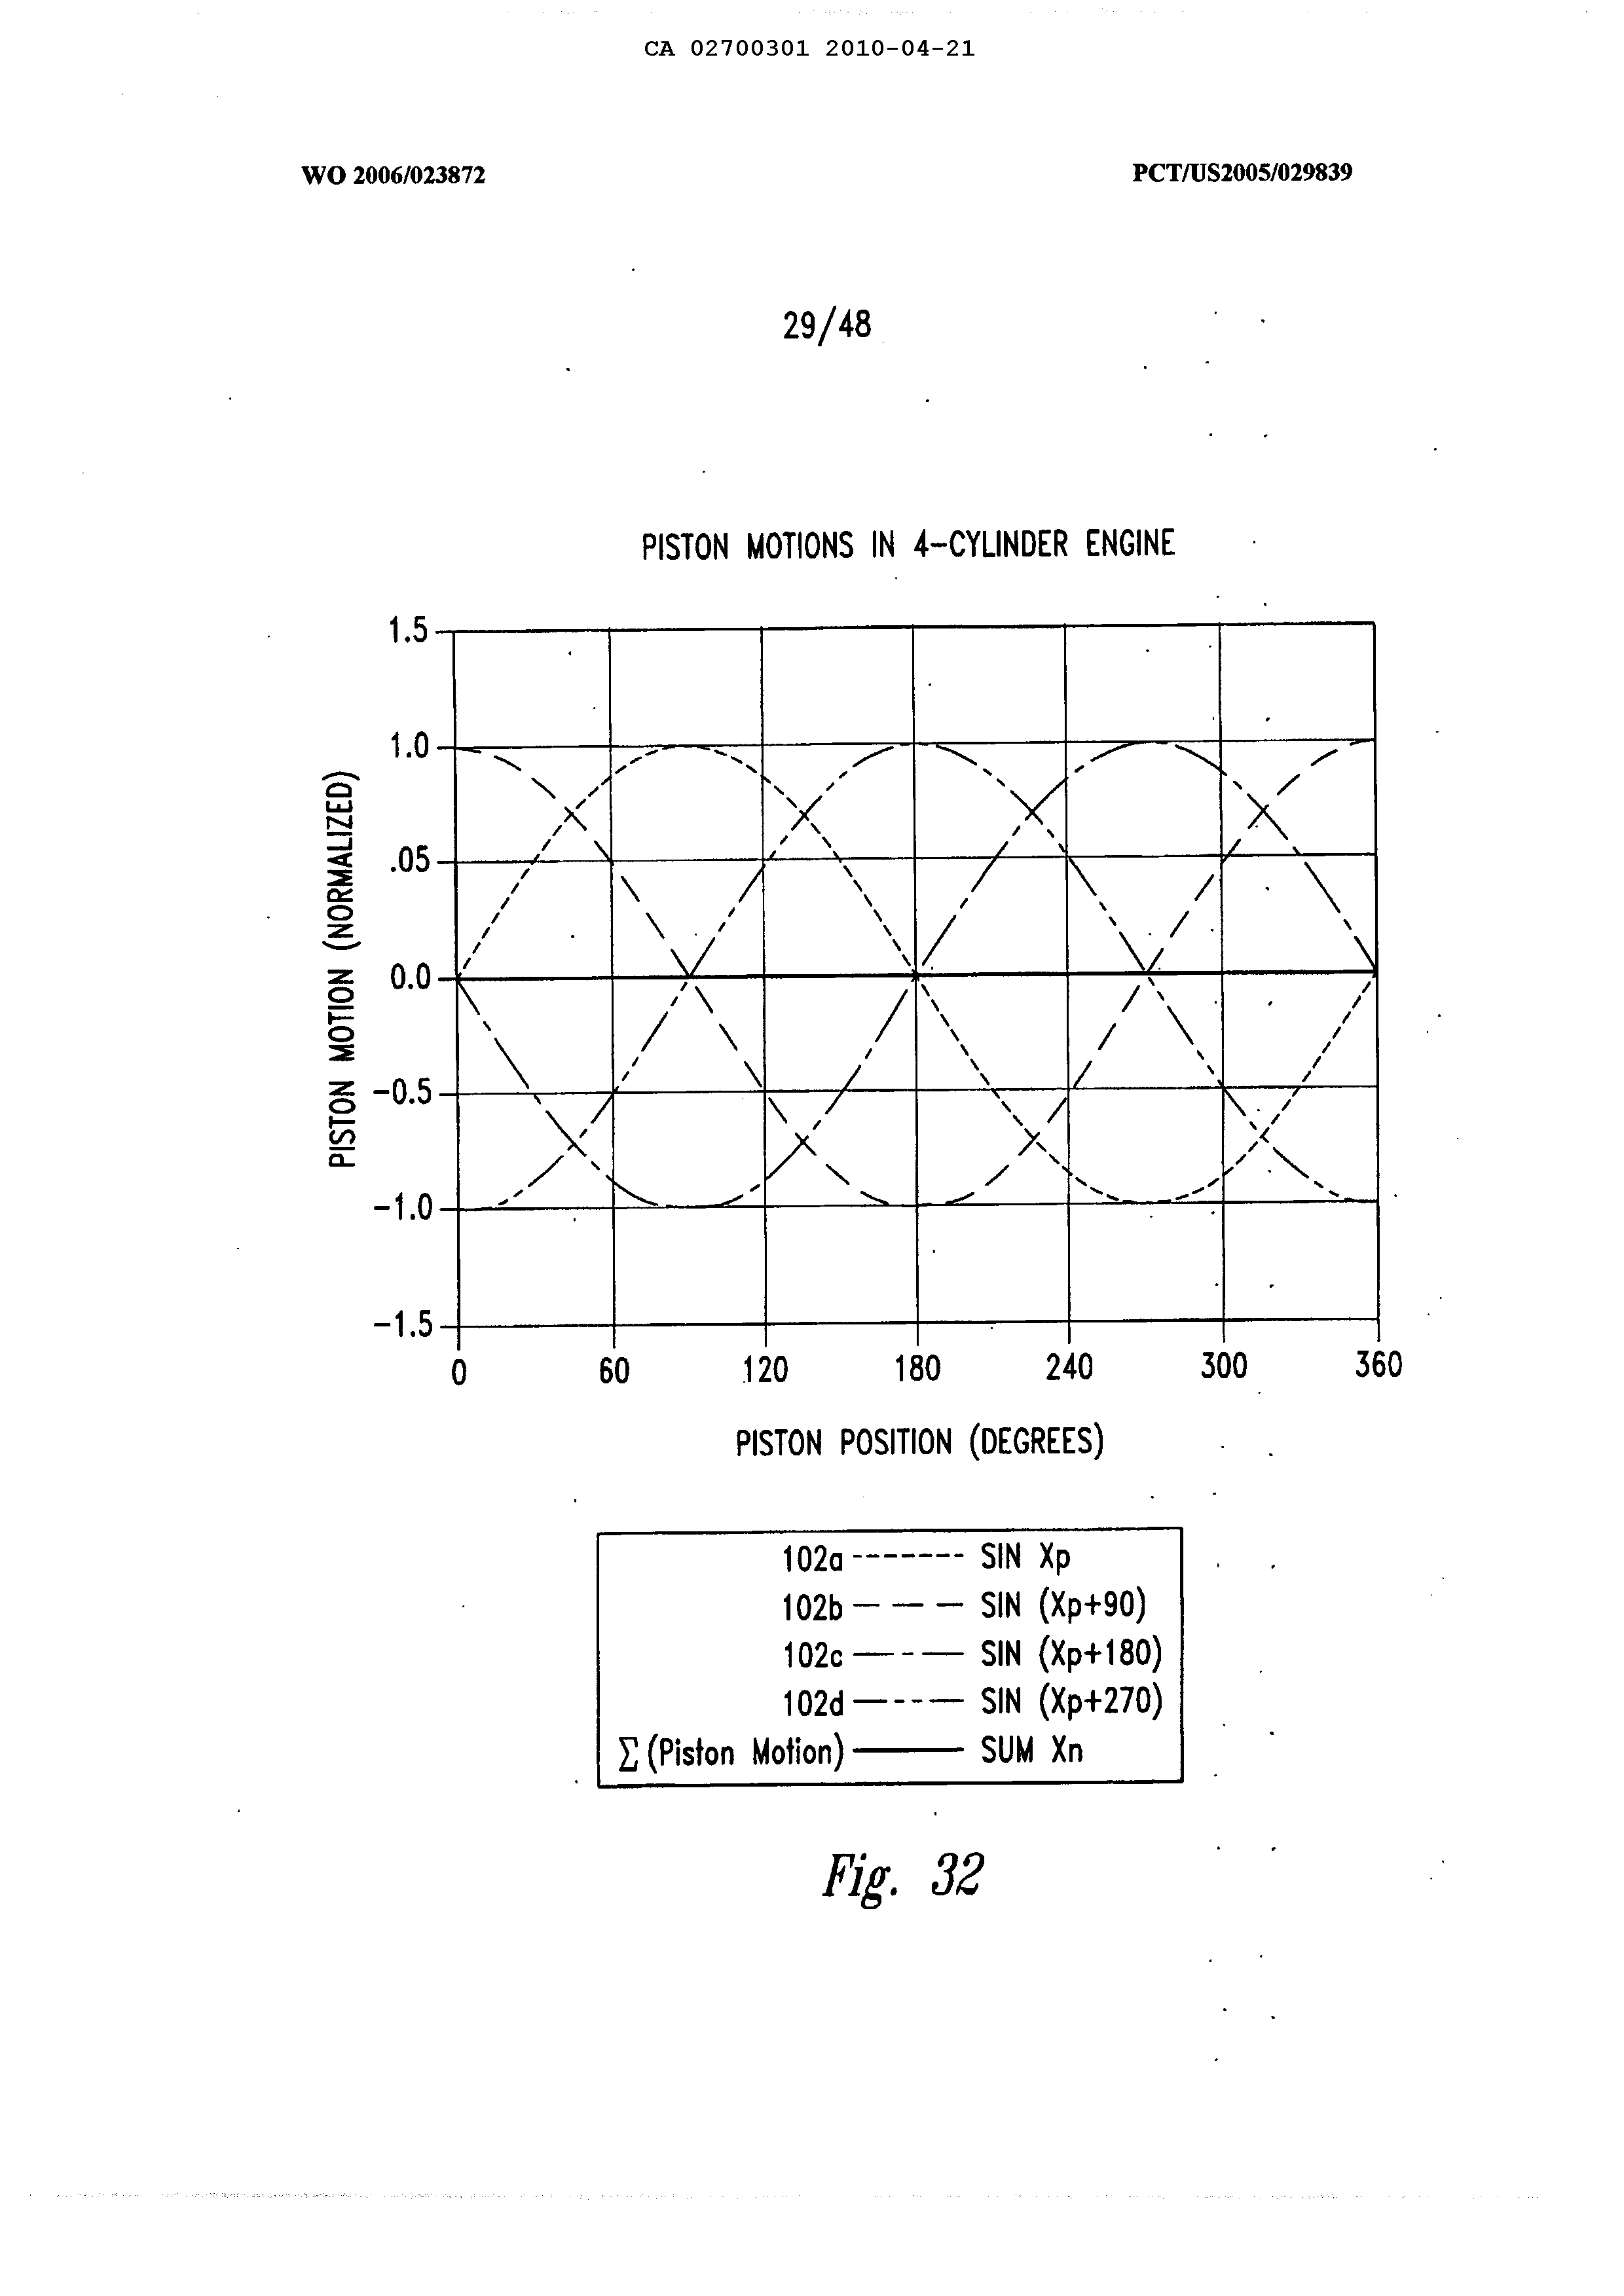 CA 02700301 2010-04-21
WO 2006/023872 PCT/US2005/029839
29/48
PISTON MOTIONS IN 4-CYLINDER ENGINE
PISTON MOTION (NORMALIZED)
1.5
1.0
.05
0.0
-0.5
-1.0
-1.5
0 60 120 180 240 300 360
PISTON POSITION (DEGREES)
102a SIN Xp
102b SIN (Xp+90)
102c SIN (Xp+180)
102d SIN (Xp+270)
Σ (Piston Motion) SUM Xn
Fig. 32